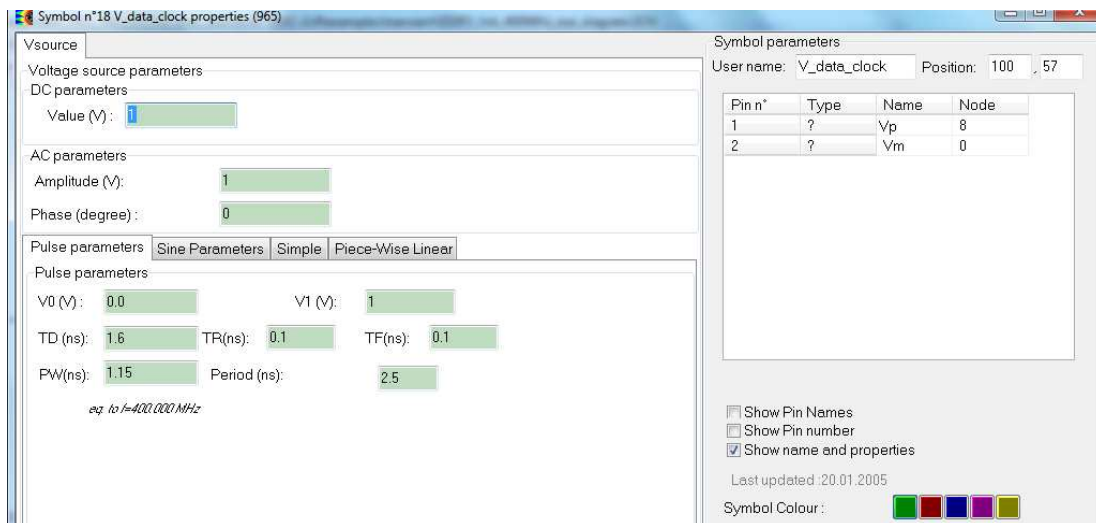 Symbol n°18 V_data_clock properties (965)
Vsource
Voltage source parameters
DC parameters
Value (V) : 1
AC parameters
Amplitude (V): 1
Phase (degree) : 0
Pulse parameters Sine Parameters Simple Piece-Wise Linear
Pulse parameters
V0 (V) : 0.0 V1 (V): 1
TD (ns): 1.6 TR(ns): 0.1 TF(ns): 0.1
PW(ns): 1.15 Period (ns): 2.5
eq. to f=400.000 MHz
Symbol parameters
User name: V_data_clock Position: 100 , 57
Pin n° Type Name Node
1 ? Vp 8
2 ? Vm 0
Show Pin Names
Show Pin number
Show name and properties
Last updated :20.01.2005
Symbol Colour :